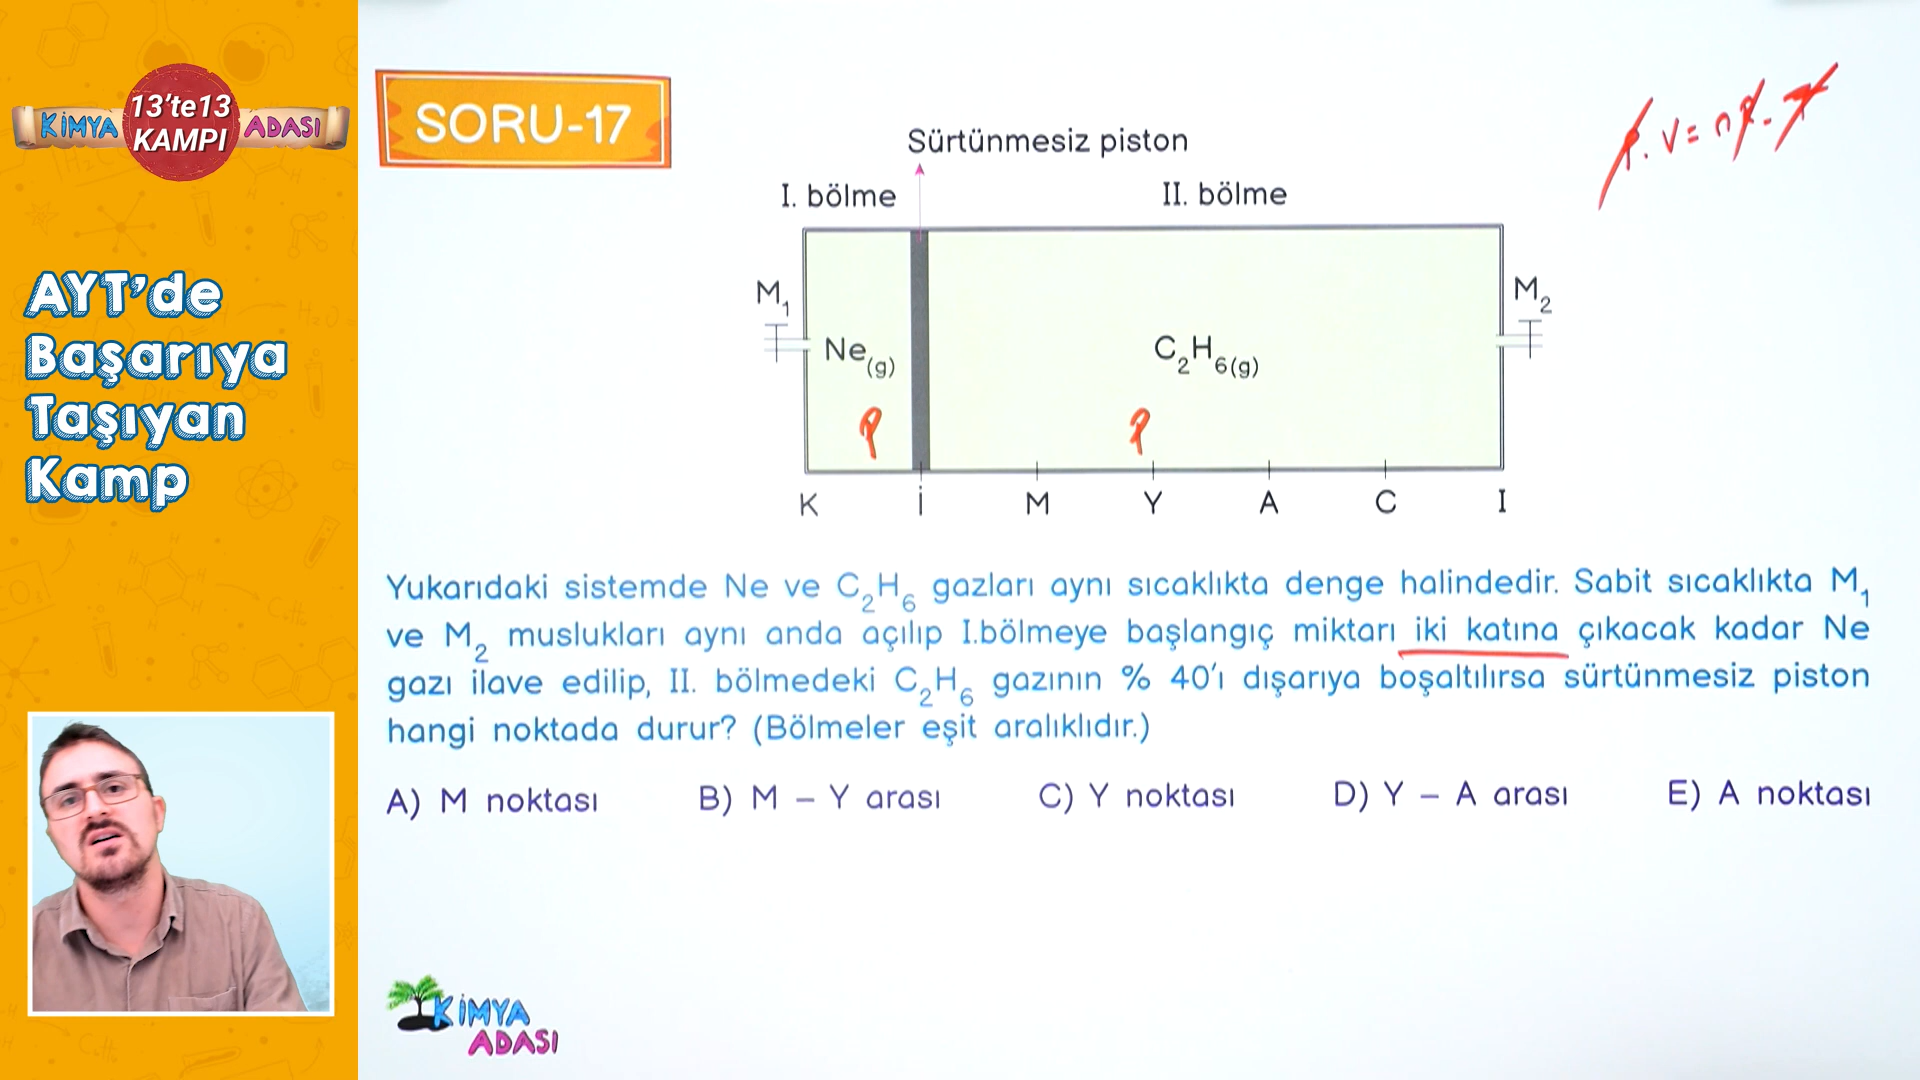 13'te13
KİMYA KAMPI ADASI
AYT'de
Başarıya
Taşıyan
Kamp
SORU-17
P.V=nR.T
Sürtünmesiz piston
I. bölme II. bölme
M₁ M₂
Ne(g) C₂H₆(g)
P P
K İ M Y A C I
Yukarıdaki sistemde Ne ve C₂H₆ gazları aynı sıcaklıkta denge halindedir. Sabit sıcaklıkta M₁
ve M₂ muslukları aynı anda açılıp I.bölmeye başlangıç miktarı iki katına çıkacak kadar Ne
gazı ilave edilip, II. bölmedeki C₂H₆ gazının % 40'ı dışarıya boşaltılırsa sürtünmesiz piston
hangi noktada durur? (Bölmeler eşit aralıklıdır.)
A) M noktası B) M – Y arası C) Y noktası D) Y – A arası E) A noktası
KİMYA
ADASI